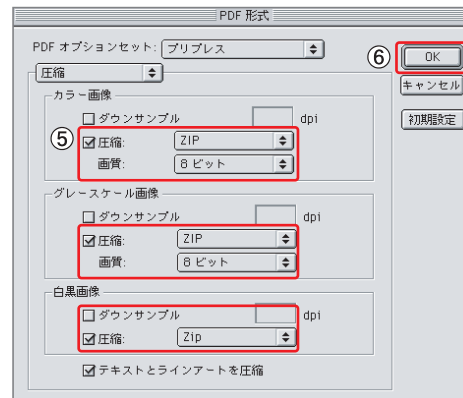 PDF 形式
PDF オプションセット: プリプレス
⑥ OK
圧縮
キャンセル
カラー画像
初期設定
ダウンサンプル dpi
⑤ 圧縮: ZIP
画質: 8 ビット
グレースケール画像
ダウンサンプル dpi
圧縮: ZIP
画質: 8 ビット
白黒画像
ダウンサンプル dpi
圧縮: Zip
テキストとラインアートを圧縮